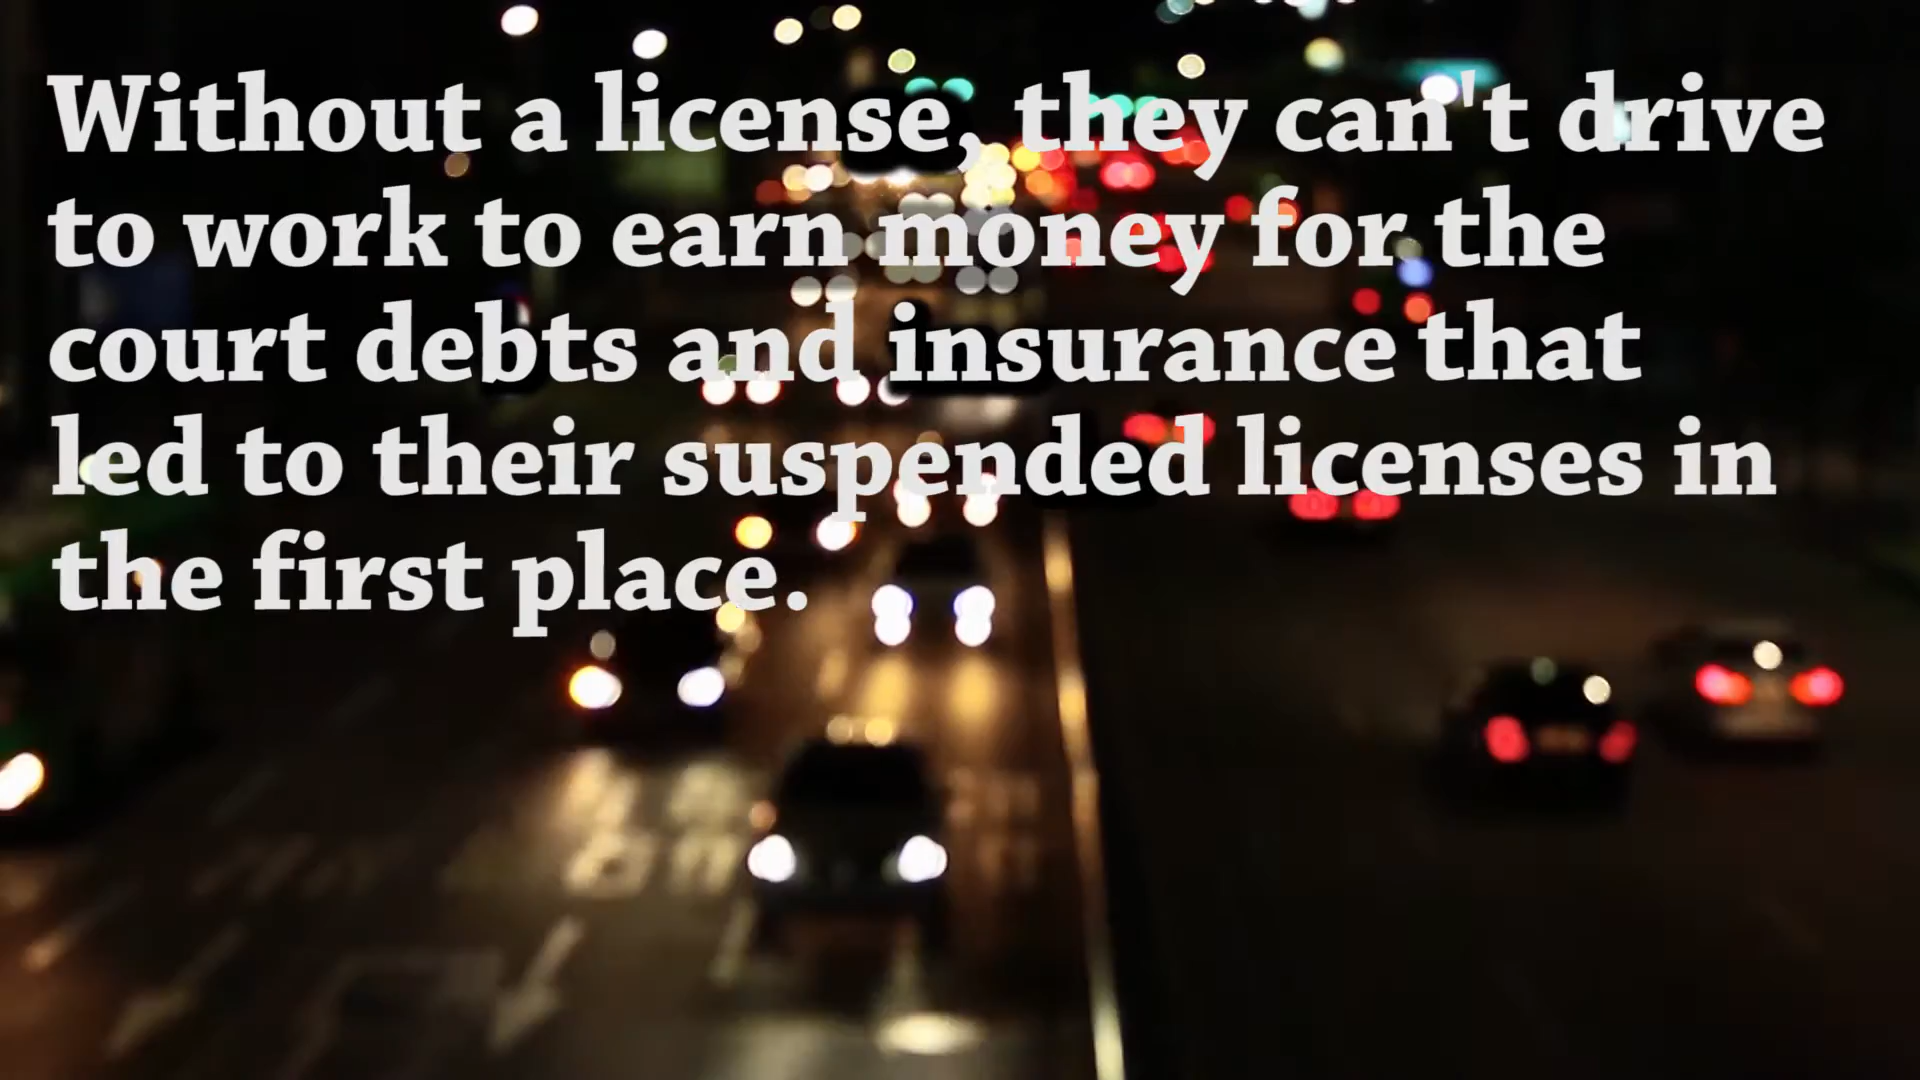 Without a license, they can't drive
to work to earn money for the
court debts and insurance that
led to their suspended licenses in
the first place.